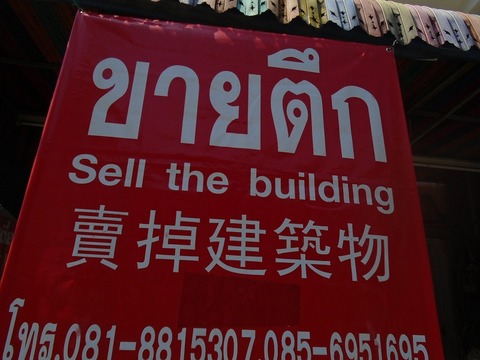 ขายตึก
Sell the building
賣掉建築物
โทร.081-8815307,085-6951695